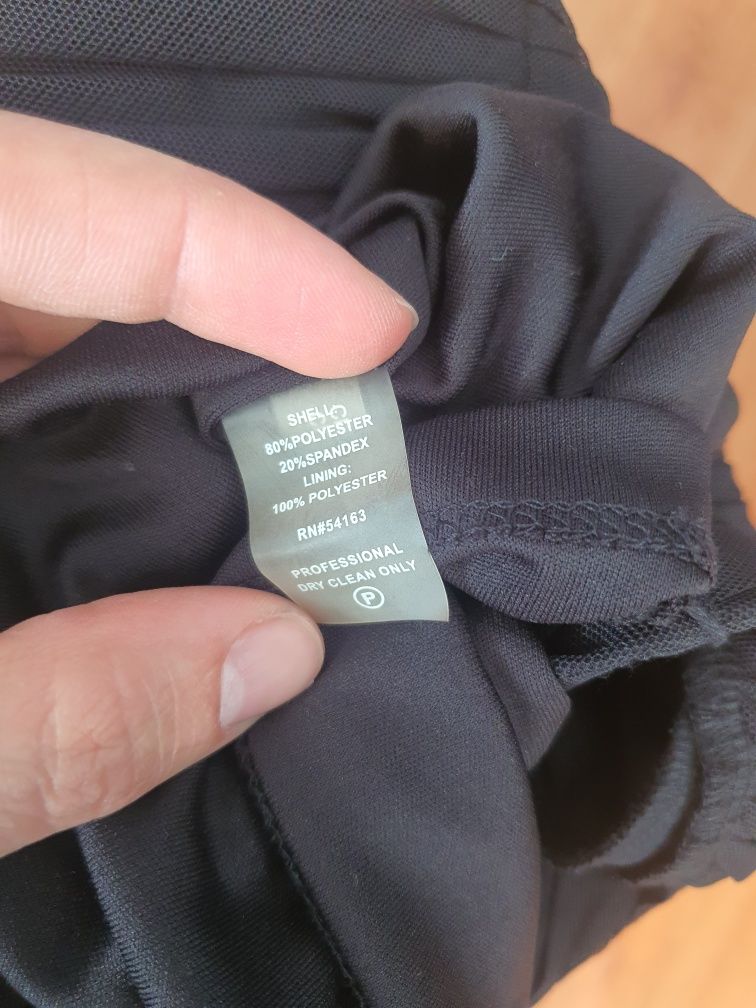 SHELL:
80%POLYESTER
20%SPANDEX
LINING:
100% POLYESTER
RN#54163
PROFESSIONAL
DRY CLEAN ONLY
P